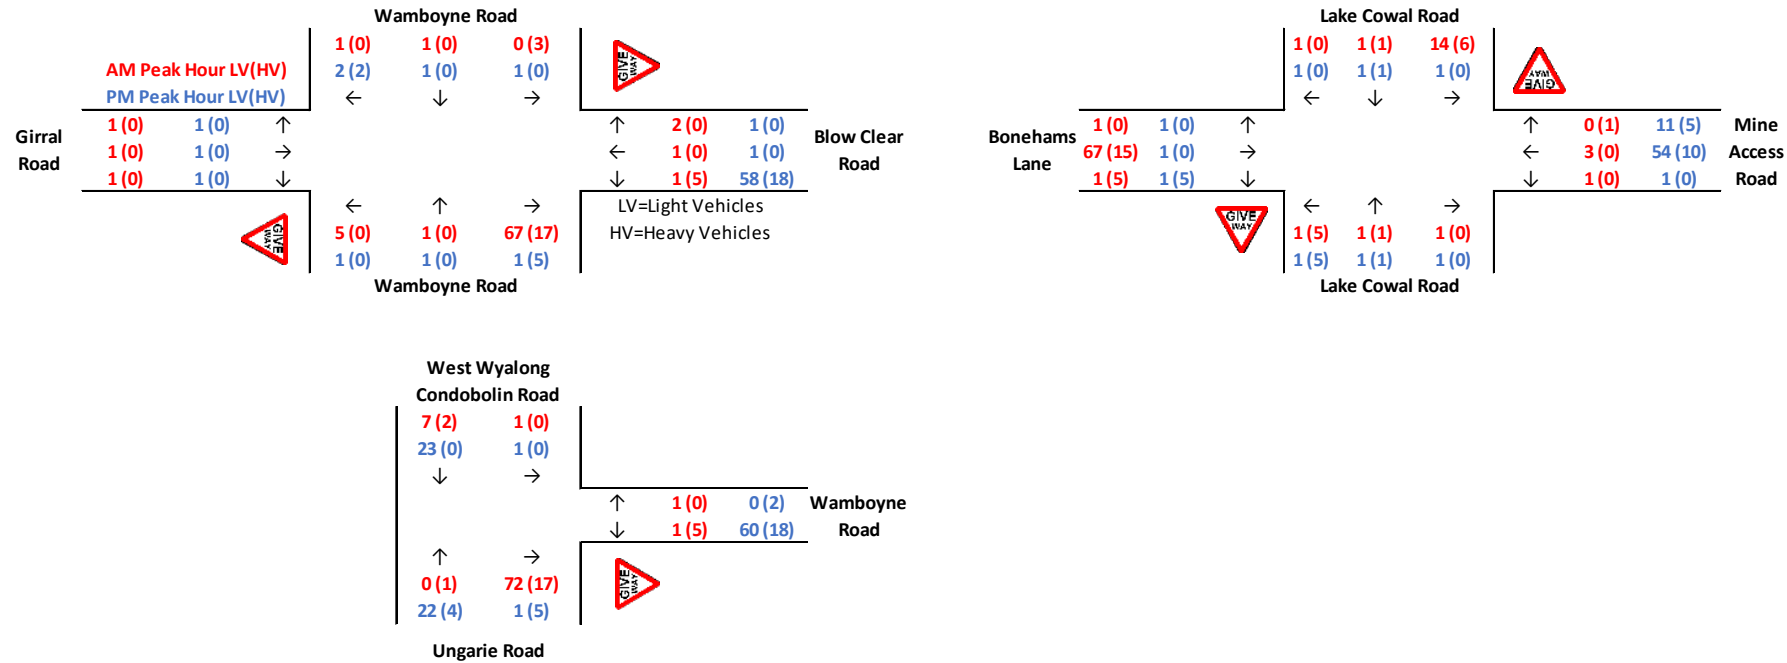 Wamboyne Road
1 (0) 1 (0) 0 (3)
2 (2) 1 (0) 1 (0)
GIVE WAY
AM Peak Hour LV(HV)
PM Peak Hour LV(HV)
← ↓ →
Girral Road
1 (0) 1 (0) ↑
1 (0) 1 (0) →
1 (0) 1 (0) ↓
↑ 2 (0) 1 (0)
← 1 (0) 1 (0)
↓ 1 (5) 58 (18)
Blow Clear Road
GIVE WAY
← ↑ →
5 (0) 1 (0) 67 (17)
1 (0) 1 (0) 1 (5)
LV=Light Vehicles
HV=Heavy Vehicles
Wamboyne Road
Lake Cowal Road
1 (0) 1 (1) 14 (6)
1 (0) 1 (1) 1 (0)
← ↓ →
GIVE WAY
Bonehams Lane
1 (0) 1 (0) ↑
67 (15) 1 (0) →
1 (5) 1 (5) ↓
↑ 0 (1) 11 (5)
← 3 (0) 54 (10)
↓ 1 (0) 1 (0)
Mine Access Road
GIVE WAY
← ↑ →
1 (5) 1 (1) 1 (0)
1 (5) 1 (1) 1 (0)
Lake Cowal Road
West Wyalong
Condobolin Road
7 (2) 1 (0)
23 (0) 1 (0)
↓ →
↑ 1 (0) 0 (2)
↓ 1 (5) 60 (18)
Wamboyne Road
↑ →
0 (1) 72 (17)
22 (4) 1 (5)
GIVE WAY
Ungarie Road